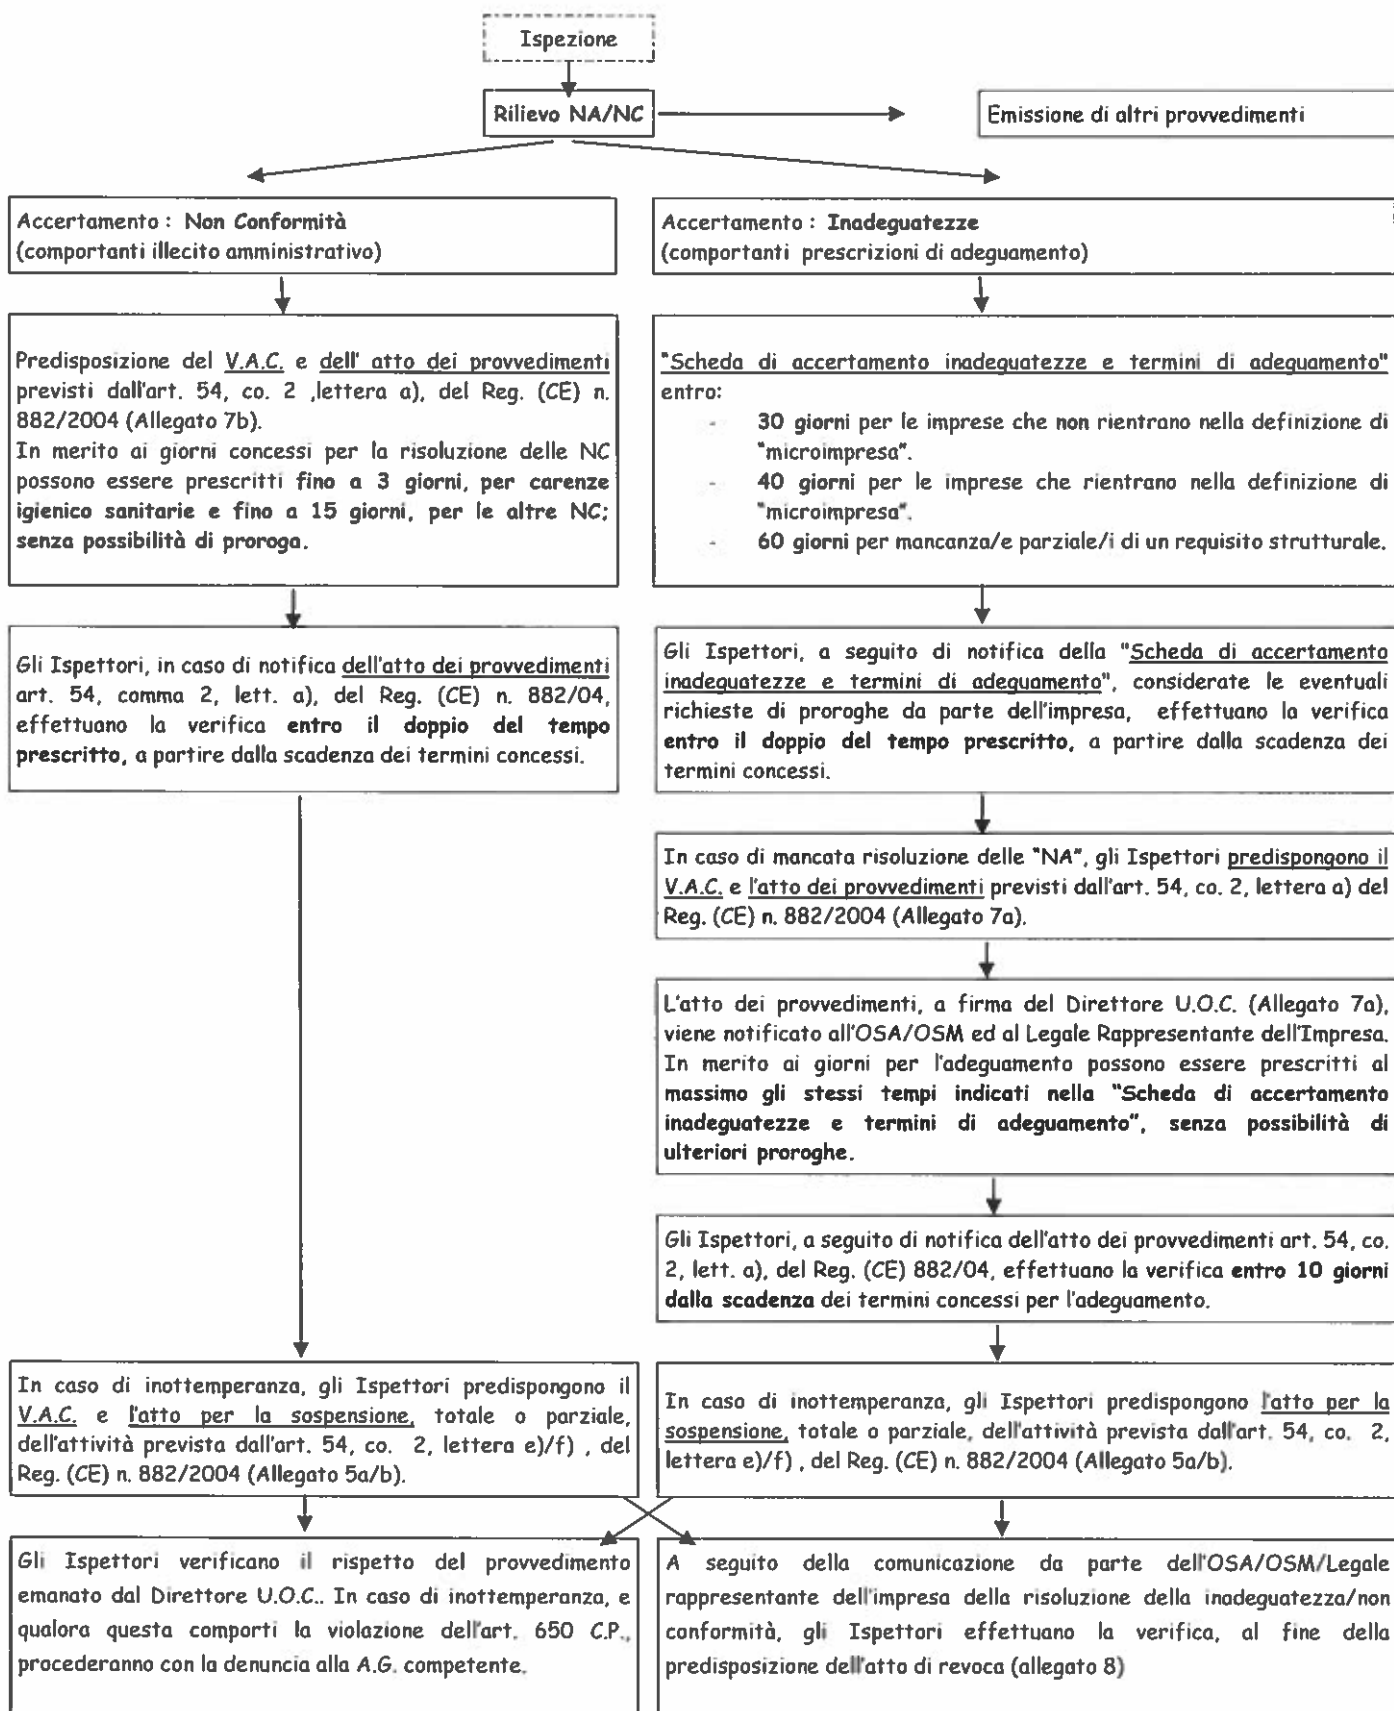 Ispezione
Rilievo NA/NC
Emissione di altri provvedimenti
Accertamento : Non Conformità
(comportanti illecito amministrativo)
Accertamento : Inadeguatezze
(comportanti prescrizioni di adeguamento)
Predisposizione del V.A.C. e dell' atto dei provvedimenti
previsti dall'art. 54, co. 2 ,lettera a), del Reg. (CE) n.
882/2004 (Allegato 7b).
In merito ai giorni concessi per la risoluzione delle NC
possono essere prescritti fino a 3 giorni, per carenze
igienico sanitarie e fino a 15 giorni, per le altre NC;
senza possibilità di proroga.
"Scheda di accertamento inadeguatezze e termini di adeguamento"
entro:
- 30 giorni per le imprese che non rientrano nella definizione di
"microimpresa".
- 40 giorni per le imprese che rientrano nella definizione di
"microimpresa".
- 60 giorni per mancanza/e parziale/i di un requisito strutturale.
Gli Ispettori, in caso di notifica dell'atto dei provvedimenti
art. 54, comma 2, lett. a), del Reg. (CE) n. 882/04,
effettuano la verifica entro il doppio del tempo
prescritto, a partire dalla scadenza dei termini concessi.
Gli Ispettori, a seguito di notifica della "Scheda di accertamento
inadeguatezze e termini di adeguamento", considerate le eventuali
richieste di proroghe da parte dell'impresa, effettuano la verifica
entro il doppio del tempo prescritto, a partire dalla scadenza dei
termini concessi.
In caso di mancata risoluzione delle "NA", gli Ispettori predispongono il
V.A.C. e l'atto dei provvedimenti previsti dall'art. 54, co. 2, lettera a) del
Reg. (CE) n. 882/2004 (Allegato 7a).
L'atto dei provvedimenti, a firma del Direttore U.O.C. (Allegato 7a),
viene notificato all'OSA/OSM ed al Legale Rappresentante dell'Impresa.
In merito ai giorni per l'adeguamento possono essere prescritti al
massimo gli stessi tempi indicati nella "Scheda di accertamento
inadeguatezze e termini di adeguamento", senza possibilità di
ulteriori proroghe.
Gli Ispettori, a seguito di notifica dell'atto dei provvedimenti art. 54, co.
2, lett. a), del Reg. (CE) 882/04, effettuano la verifica entro 10 giorni
dalla scadenza dei termini concessi per l'adeguamento.
In caso di inottemperanza, gli Ispettori predispongono il
V.A.C. e l'atto per la sospensione, totale o parziale,
dell'attività prevista dall'art. 54, co. 2, lettera e)/f) , del
Reg. (CE) n. 882/2004 (Allegato 5a/b).
In caso di inottemperanza, gli Ispettori predispongono l'atto per la
sospensione, totale o parziale, dell'attività prevista dall'art. 54, co. 2,
lettera e)/f) , del Reg. (CE) n. 882/2004 (Allegato 5a/b).
Gli Ispettori verificano il rispetto del provvedimento
emanato dal Direttore U.O.C.. In caso di inottemperanza, e
qualora questa comporti la violazione dell'art. 650 C.P.,
procederanno con la denuncia alla A.G. competente.
A seguito della comunicazione da parte dell'OSA/OSM/Legale
rappresentante dell'impresa della risoluzione della inadeguatezza/non
conformità, gli Ispettori effettuano la verifica, al fine della
predisposizione dell'atto di revoca (allegato 8)